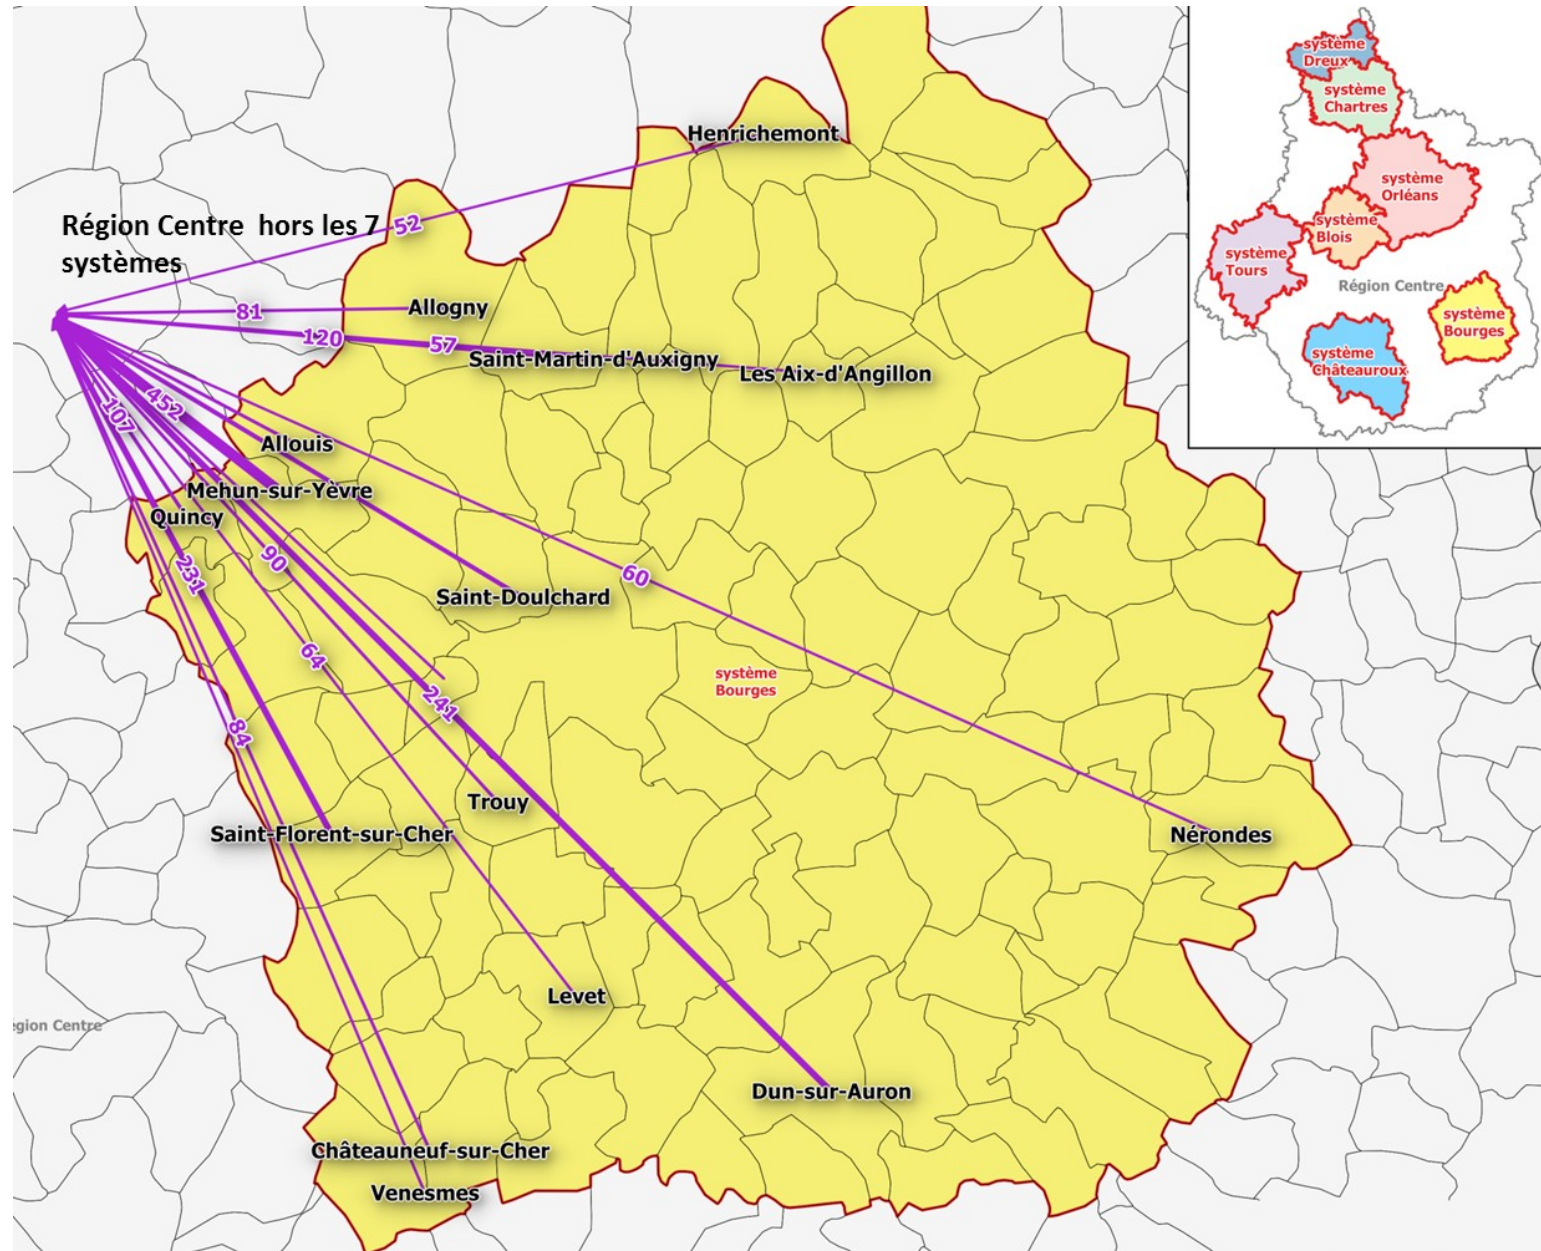 Henrichemont
Région Centre  hors les 7
systèmes
52
Allogny
81
120
57
Saint-Martin-d'Auxigny
Les Aix-d'Angillon
452
107
Allouis
Mehun-sur-Yèvre
Quincy
90
231
60
Saint-Doulchard
64
système
Bourges
241
84
Trouy
Saint-Florent-sur-Cher
Nérondes
Levet
égion Centre
Dun-sur-Auron
Châteauneuf-sur-Cher
Venesmes
système
Dreux
système
Chartres
système
Orléans
système
Blois
système
Tours
Région Centre
système
Bourges
système
Châteauroux